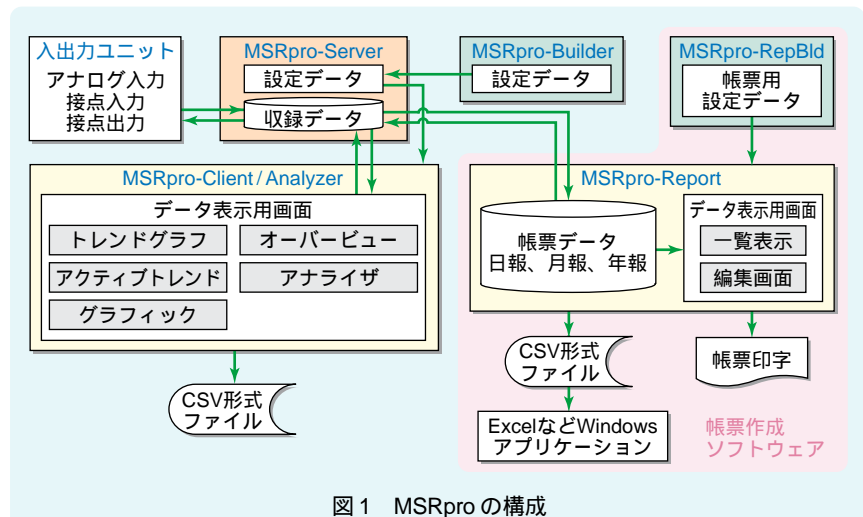 入出力ユニット
アナログ入力
接点入力
接点出力
MSRpro-Server
設定データ
収録データ
MSRpro-Builder
設定データ
MSRpro-RepBld
帳票用
設定データ
MSRpro-Client / Analyzer
データ表示用画面
トレンドグラフ
オーバービュー
アクティブトレンド
アナライザ
グラフィック
CSV形式
ファイル
MSRpro-Report
帳票データ
日報、月報、年報
データ表示用画面
一覧表示
編集画面
CSV形式
ファイル
帳票印字
ExcelなどWindows
アプリケーション
帳票作成
ソフトウェア
図1 MSRpro の構成